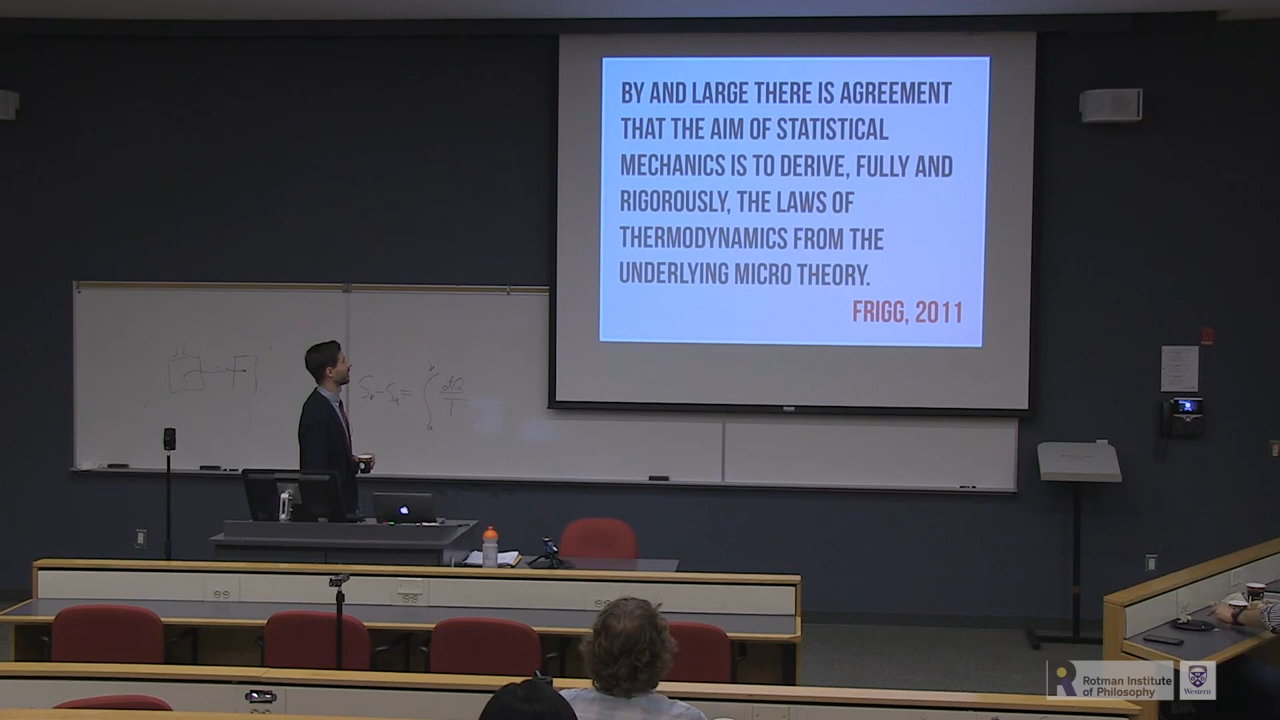 BY AND LARGE THERE IS AGREEMENT
THAT THE AIM OF STATISTICAL
MECHANICS IS TO DERIVE, FULLY AND
RIGOROUSLY, THE LAWS OF
THERMODYNAMICS FROM THE
UNDERLYING MICRO THEORY.
FRIGG, 2011
Rotman Institute
of Philosophy
Western